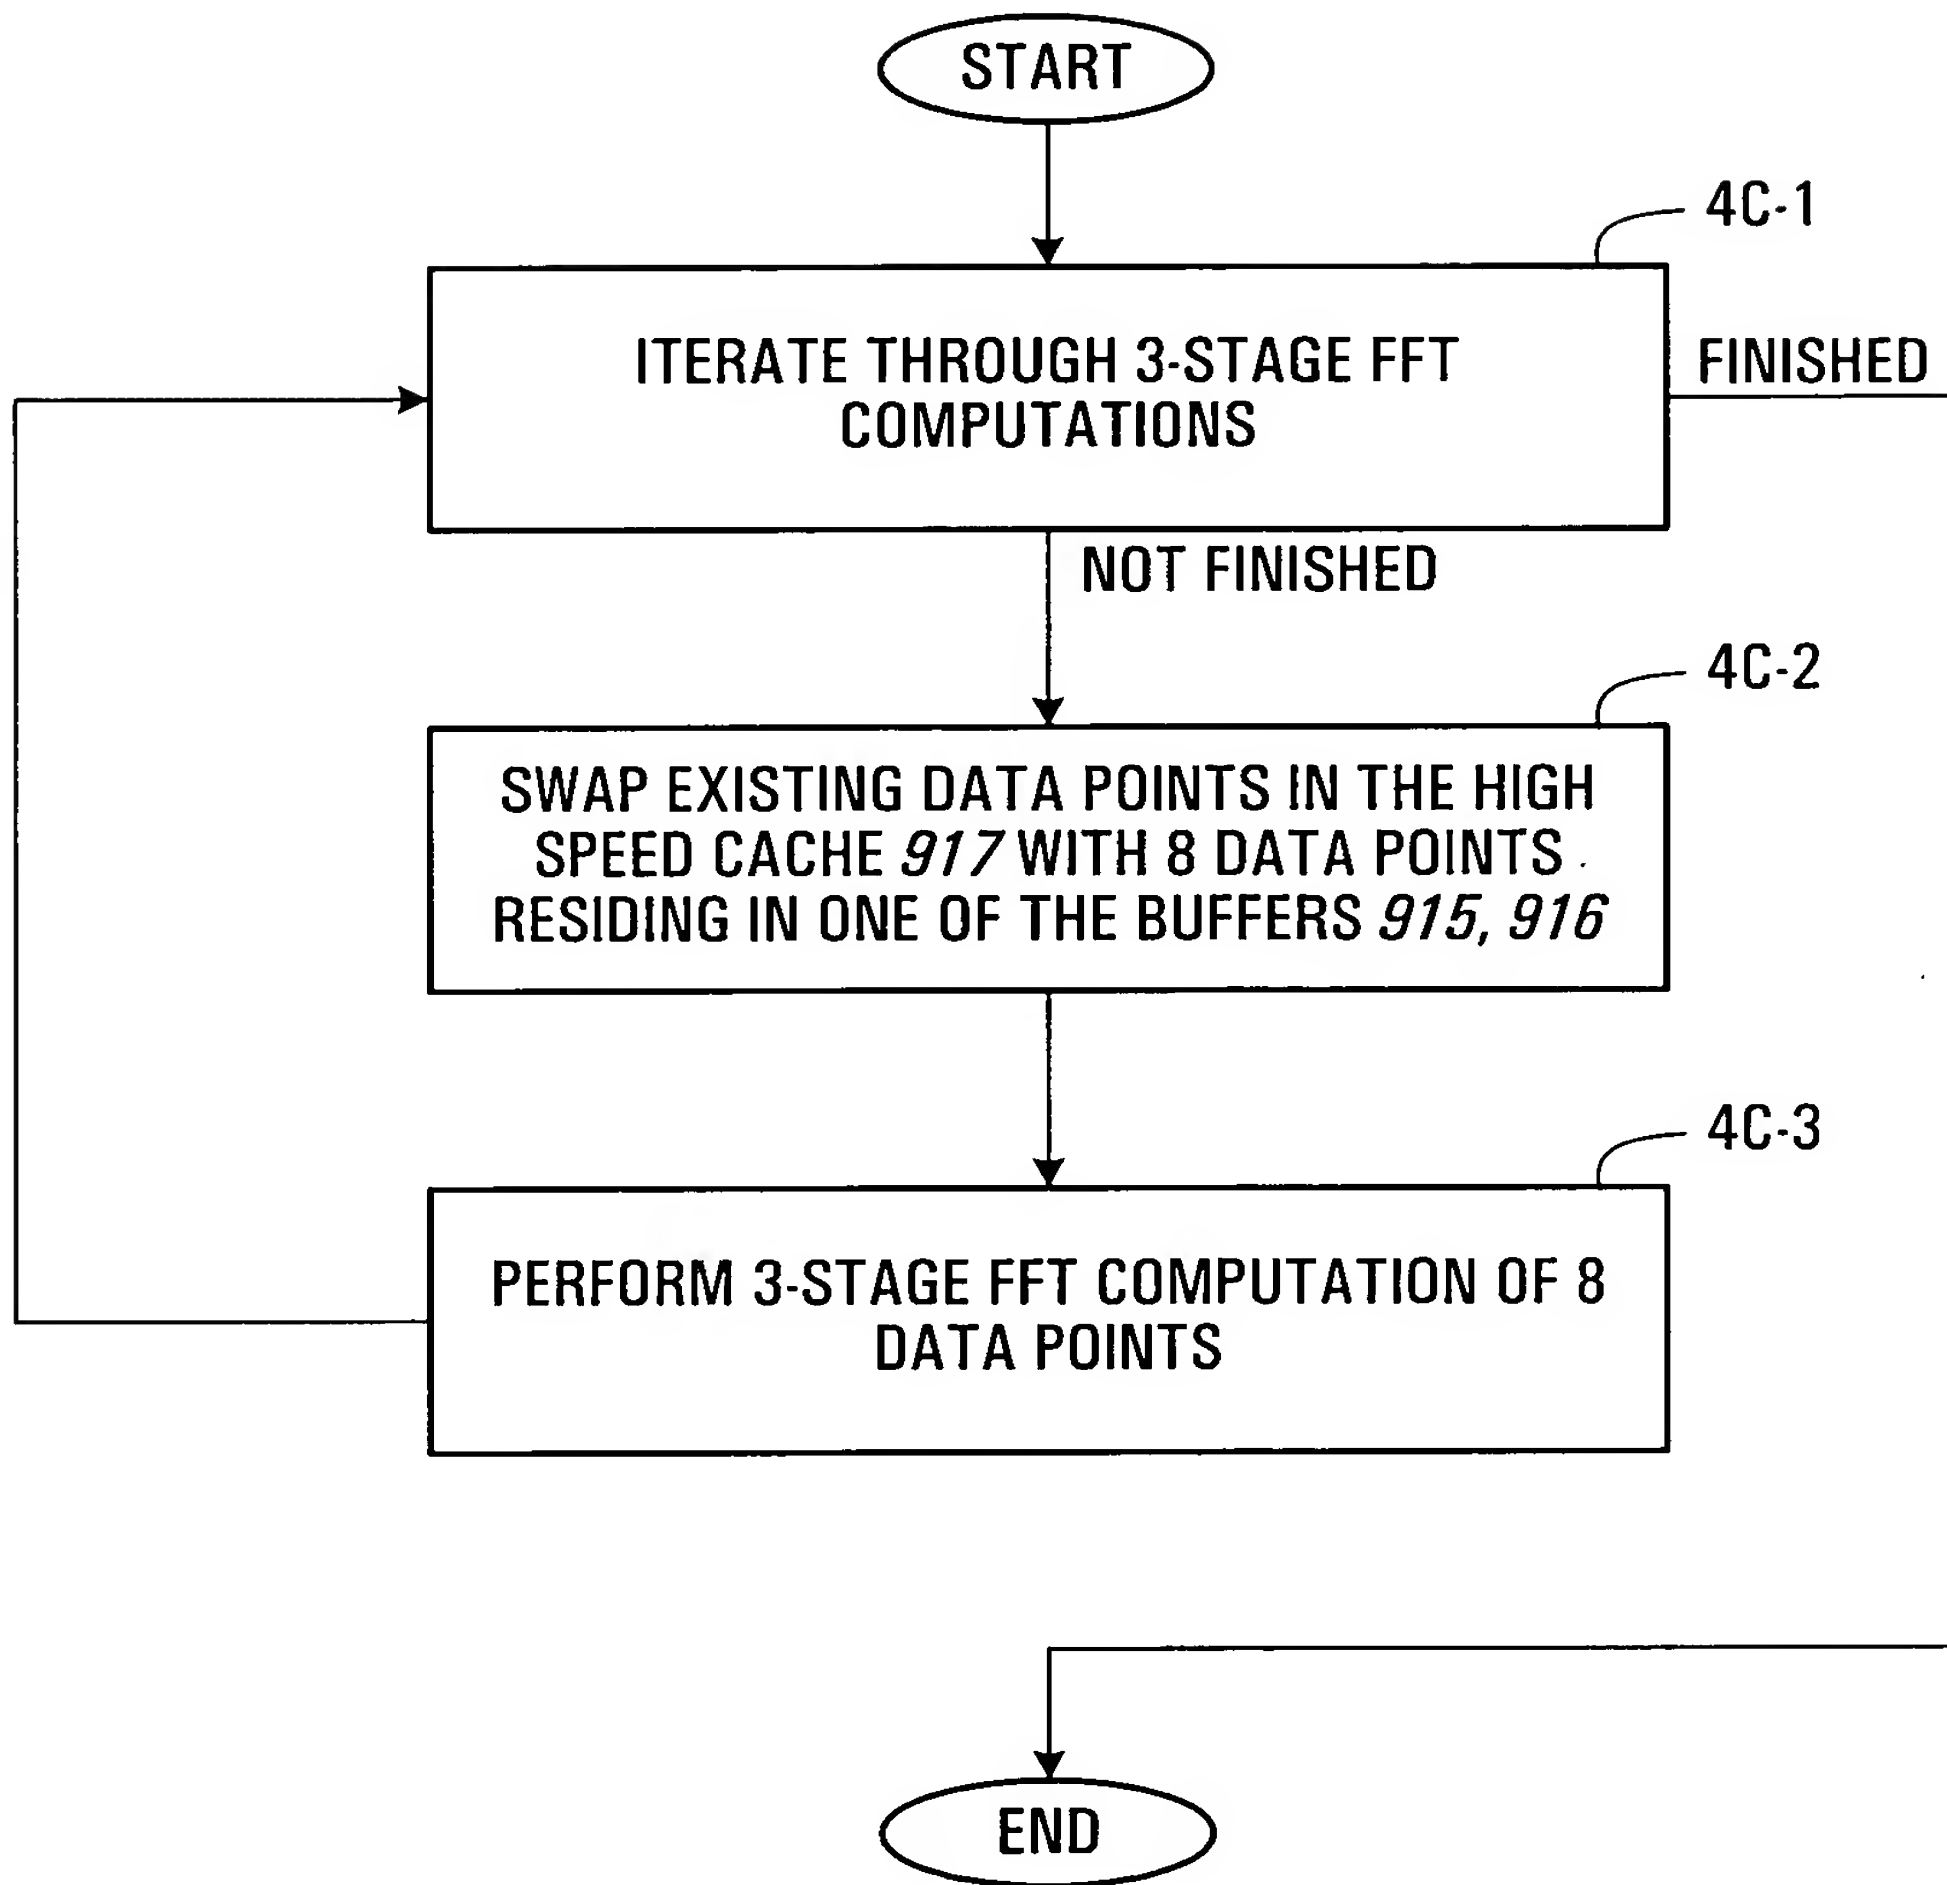 START
4C-1
ITERATE THROUGH 3-STAGE FFT
COMPUTATIONS
FINISHED
NOT FINISHED
4C-2
SWAP EXISTING DATA POINTS IN THE HIGH
SPEED CACHE 917 WITH 8 DATA POINTS
RESIDING IN ONE OF THE BUFFERS 915, 916
4C-3
PERFORM 3-STAGE FFT COMPUTATION OF 8
DATA POINTS
END